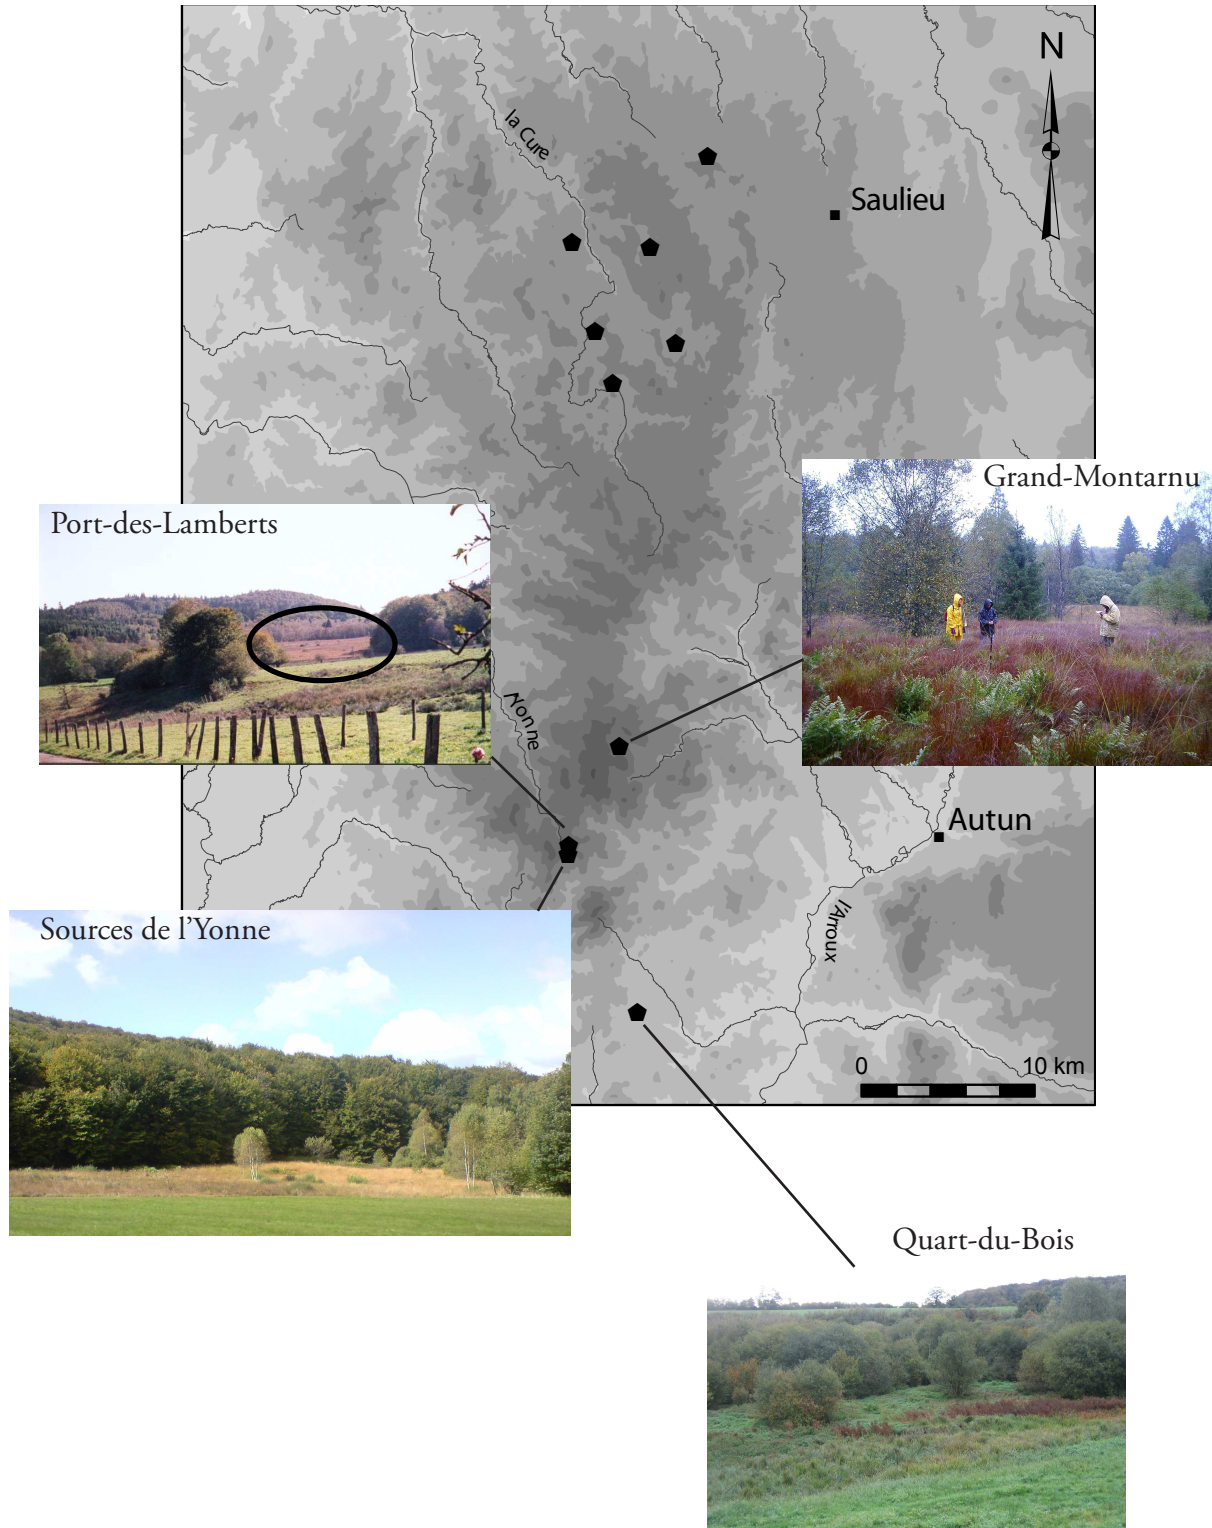 N
la Cure
Saulieu
Grand-Montarnu
Port-des-Lamberts
Yonne
Autun
l'Arroux
Sources de l'Yonne
0 10 km
Quart-du-Bois